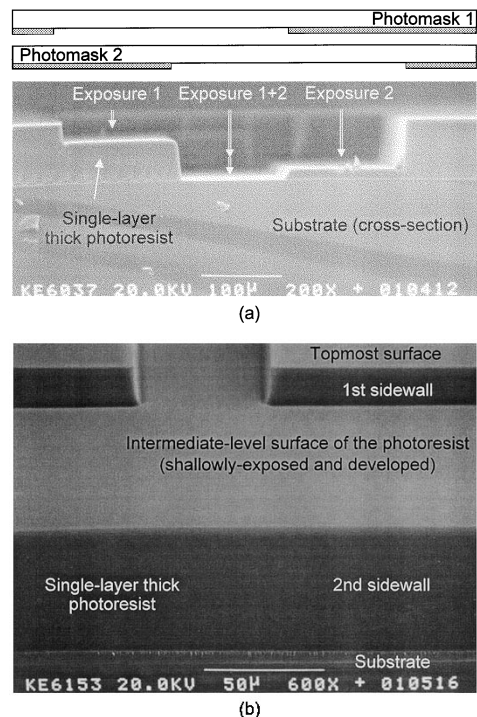 Photomask 1
Photomask 2
Exposure 1
Exposure 1+2
Exposure 2
Single-layer
thick photoresist
Substrate (cross-section)
KE6037 20.0KV 100µ 200X + 010412
(a)
Topmost surface
1st sidewall
Intermediate-level surface of the photoresist
(shallowly-exposed and developed)
Single-layer thick
photoresist
2nd sidewall
Substrate
KE6153 20.0KV 50µ 600X + 010516
(b)